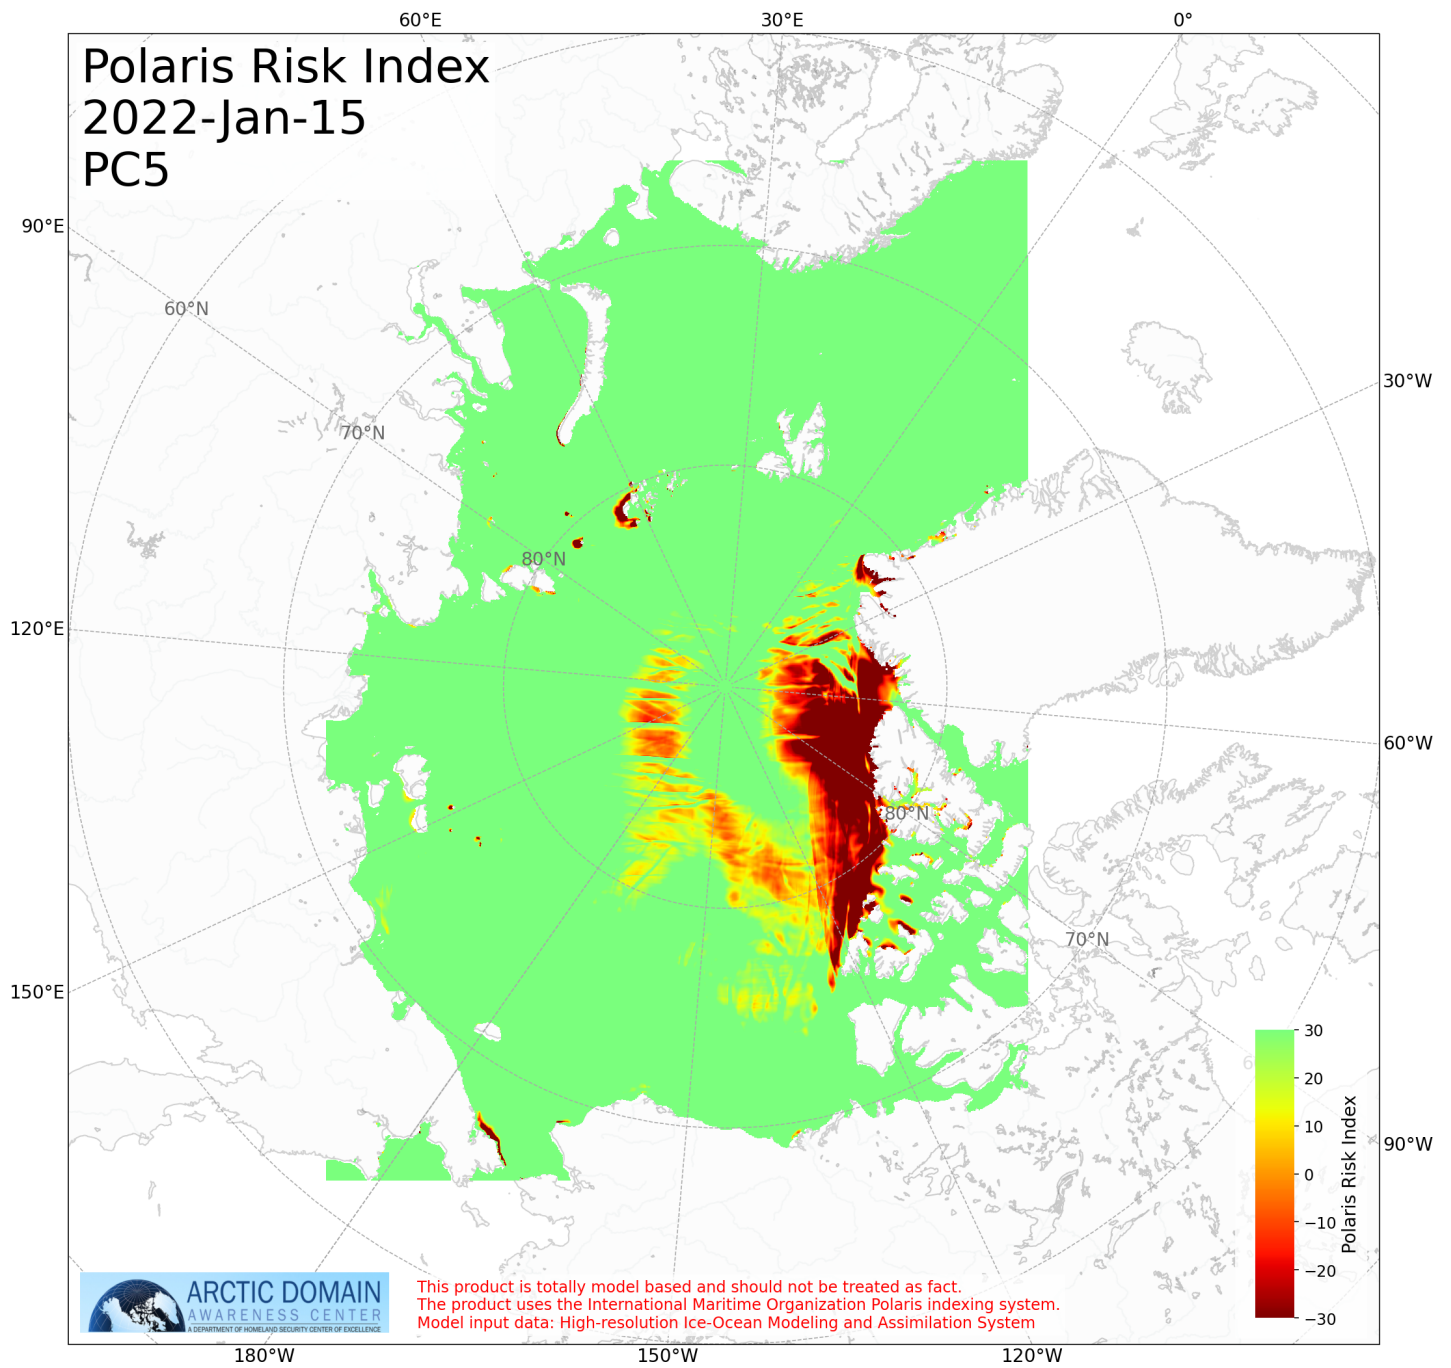 60°E 30°E 0°
Polaris Risk Index
2022-Jan-15
PC5
90°E
60°N
30°W
70°N
80°N
120°E
60°W
80°N
70°N
150°E
30
20
10
0
−10
−20
−30
Polaris Risk Index
90°W
ARCTIC DOMAIN
AWARENESS CENTER
A DEPARTMENT OF HOMELAND SECURITY CENTER OF EXCELLENCE
This product is totally model based and should not be treated as fact.
The product uses the International Maritime Organization Polaris indexing system.
Model input data: High-resolution Ice-Ocean Modeling and Assimilation System
180°W 150°W 120°W